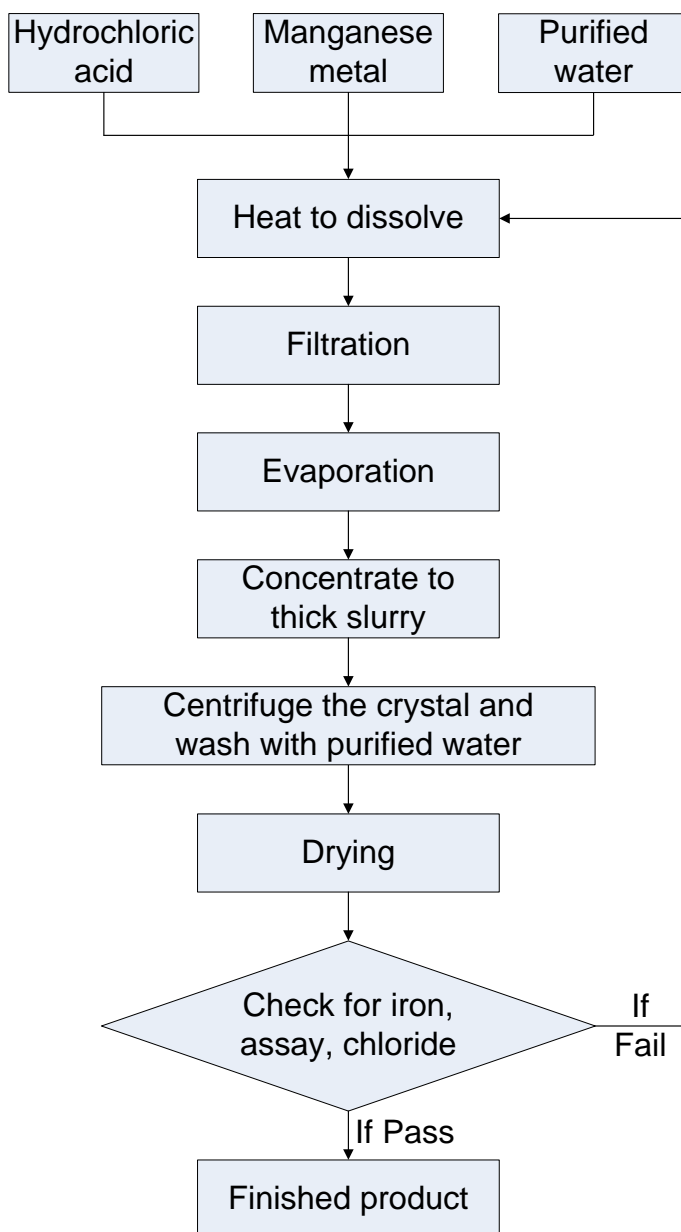 Hydrochloric
acid
Manganese
metal
Purified
water
Heat to dissolve
Filtration
Evaporation
Concentrate to
thick slurry
Centrifuge the crystal and
wash with purified water
Drying
Check for iron,
assay, chloride
If
Fail
If Pass
Finished product